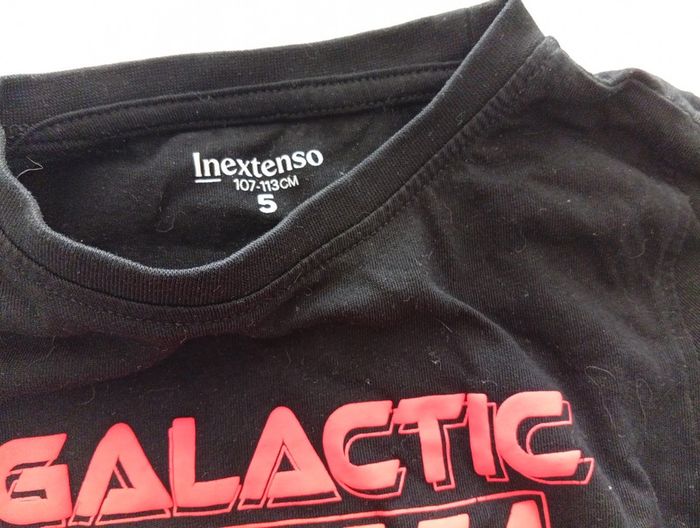 Inextenso
107-113CM
5
GALACTIC